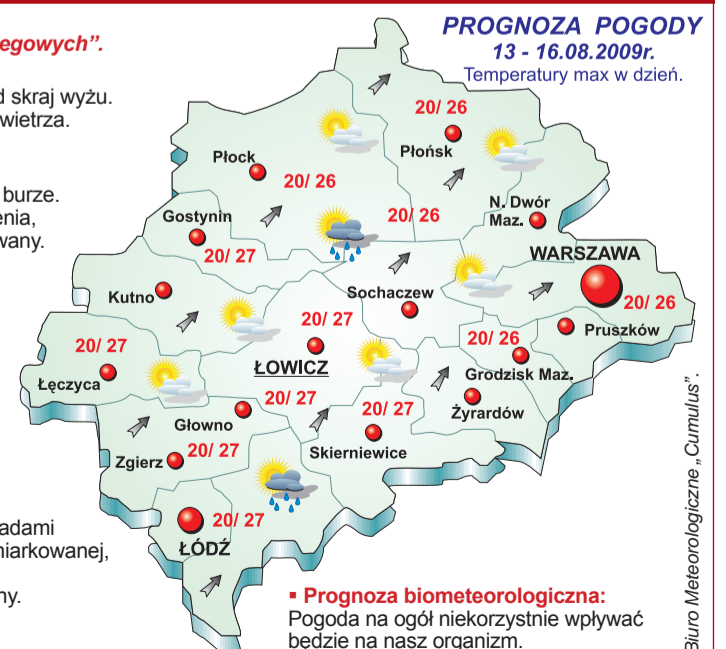 PROGNOZA POGODY
13 - 16.08.2009r.
Temperatury max w dzień.
egowych”.
d skraj wyżu.
wietrza.
burze.
enia,
wany.
20/ 26
Płońsk
Płock
20/ 26
20/ 26
N. Dwór
Maz.
Gostynin
20/ 27
WARSZAWA
20/ 26
Kutno
Sochaczew
20/ 27
Pruszków
20/ 26
20/ 27
ŁOWICZ
Grodzisk Maz.
Łęczyca
20/ 27
20/ 27
Żyrardów
Głowno
Skierniewice
20/ 27
Zgierz
20/ 27
ŁÓDŹ
adami
miarkowanej,
ny.
▪ Prognoza biometeorologiczna:
Pogoda na ogół niekorzystnie wpływać
będzie na nasz organizm.
Biuro Meteorologiczne „Cumulus”.